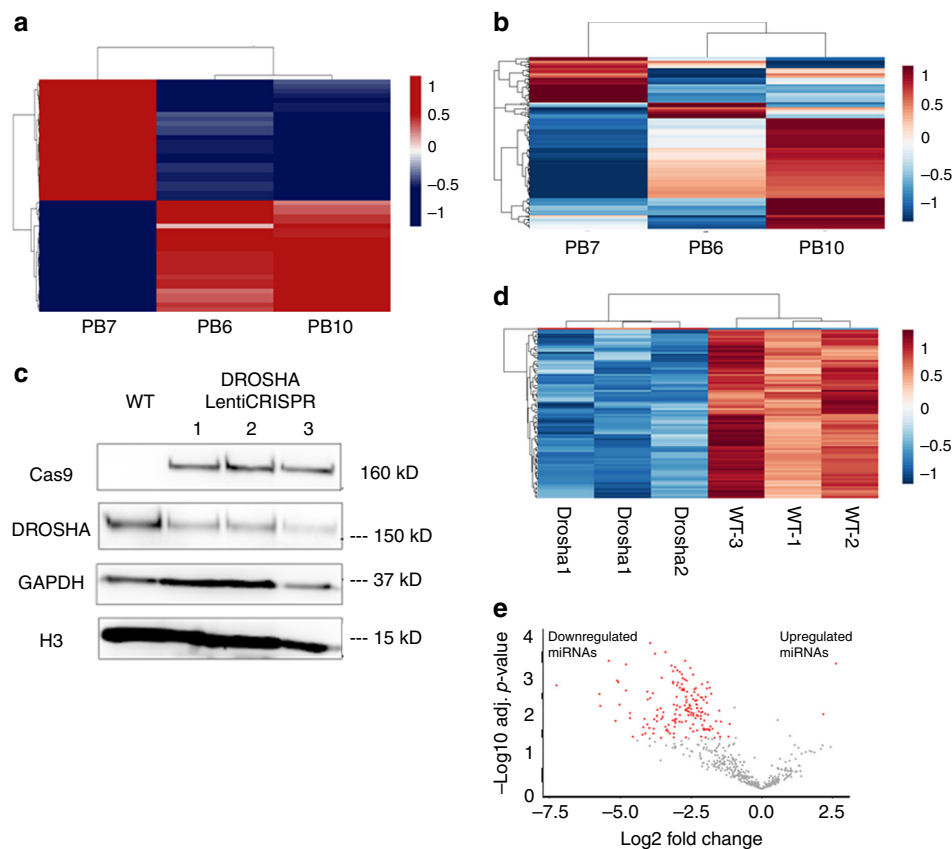 a
1
0.5
0
–0.5
–1
PB7 PB6 PB10
b
1
0.5
0
–0.5
–1
PB7 PB6 PB10
c
DROSHA
WT LentiCRISPR
1 2 3
Cas9 160 kD
DROSHA --- 150 kD
GAPDH --- 37 kD
H3 --- 15 kD
d
1
0.5
0
–0.5
–1
Drosha1 Drosha1 Drosha2 WT-3 WT-1 WT-2
e
Downregulated miRNAs
Upregulated miRNAs
–Log10 adj. p-value
4
3
2
1
0
–7.5 –5.0 –2.5 0.0 2.5
Log2 fold change